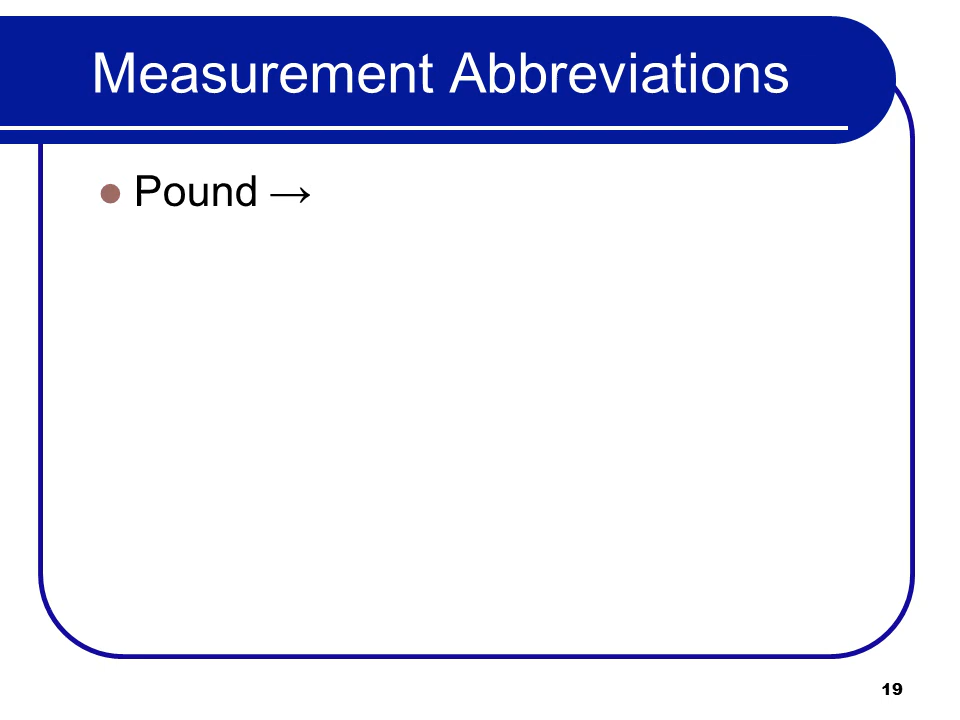 Measurement Abbreviations
● Pound →
19